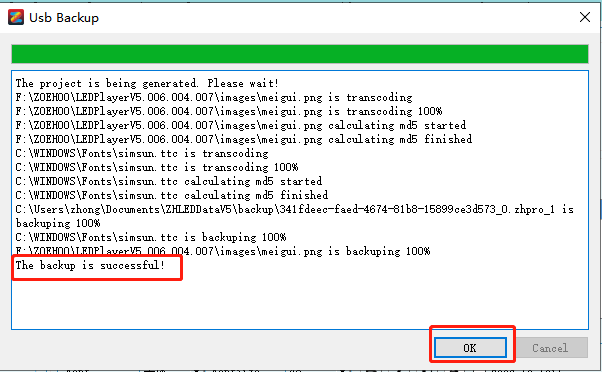 Usb Backup
The project is being generated. Please wait!
F:\ZOEHOO\LEDPlayerV5.006.004.007\images\meigui.png is transcoding
F:\ZOEHOO\LEDPlayerV5.006.004.007\images\meigui.png is transcoding 100%
F:\ZOEHOO\LEDPlayerV5.006.004.007\images\meigui.png calculating md5 started
F:\ZOEHOO\LEDPlayerV5.006.004.007\images\meigui.png calculating md5 finished
C:\WINDOWS\Fonts\simsun.ttc is transcoding
C:\WINDOWS\Fonts\simsun.ttc is transcoding 100%
C:\WINDOWS\Fonts\simsun.ttc calculating md5 started
C:\WINDOWS\Fonts\simsun.ttc calculating md5 finished
C:\Users\zhong\Documents\ZHLEDDataV5\backup\341fdeec-faed-4674-81b8-15899ce3d573_0.zhpro_1 is
backuping 100%
C:\WINDOWS\Fonts\simsun.ttc is backuping 100%
F:\ZOEHOO\LEDPlayerV5.006.004.007\images\meigui.png is backuping 100%
The backup is successful!
OK
Cancel